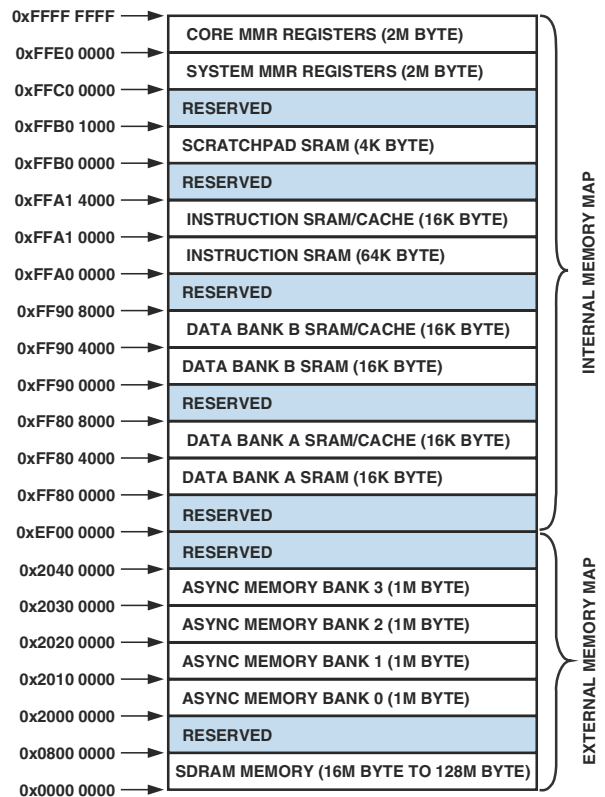 0xFFFF FFFF
CORE MMR REGISTERS (2M BYTE)
0xFFE0 0000
SYSTEM MMR REGISTERS (2M BYTE)
0xFFC0 0000
RESERVED
0xFFB0 1000
SCRATCHPAD SRAM (4K BYTE)
0xFFB0 0000
RESERVED
0xFFA1 4000
INSTRUCTION SRAM/CACHE (16K BYTE)
0xFFA1 0000
INSTRUCTION SRAM (64K BYTE)
0xFFA0 0000
RESERVED
0xFF90 8000
DATA BANK B SRAM/CACHE (16K BYTE)
0xFF90 4000
DATA BANK B SRAM (16K BYTE)
0xFF90 0000
RESERVED
0xFF80 8000
DATA BANK A SRAM/CACHE (16K BYTE)
0xFF80 4000
DATA BANK A SRAM (16K BYTE)
0xFF80 0000
RESERVED
0xEF00 0000
RESERVED
0x2040 0000
ASYNC MEMORY BANK 3 (1M BYTE)
0x2030 0000
ASYNC MEMORY BANK 2 (1M BYTE)
0x2020 0000
ASYNC MEMORY BANK 1 (1M BYTE)
0x2010 0000
ASYNC MEMORY BANK 0 (1M BYTE)
0x2000 0000
RESERVED
0x0800 0000
SDRAM MEMORY (16M BYTE TO 128M BYTE)
0x0000 0000
INTERNAL MEMORY MAP
EXTERNAL MEMORY MAP